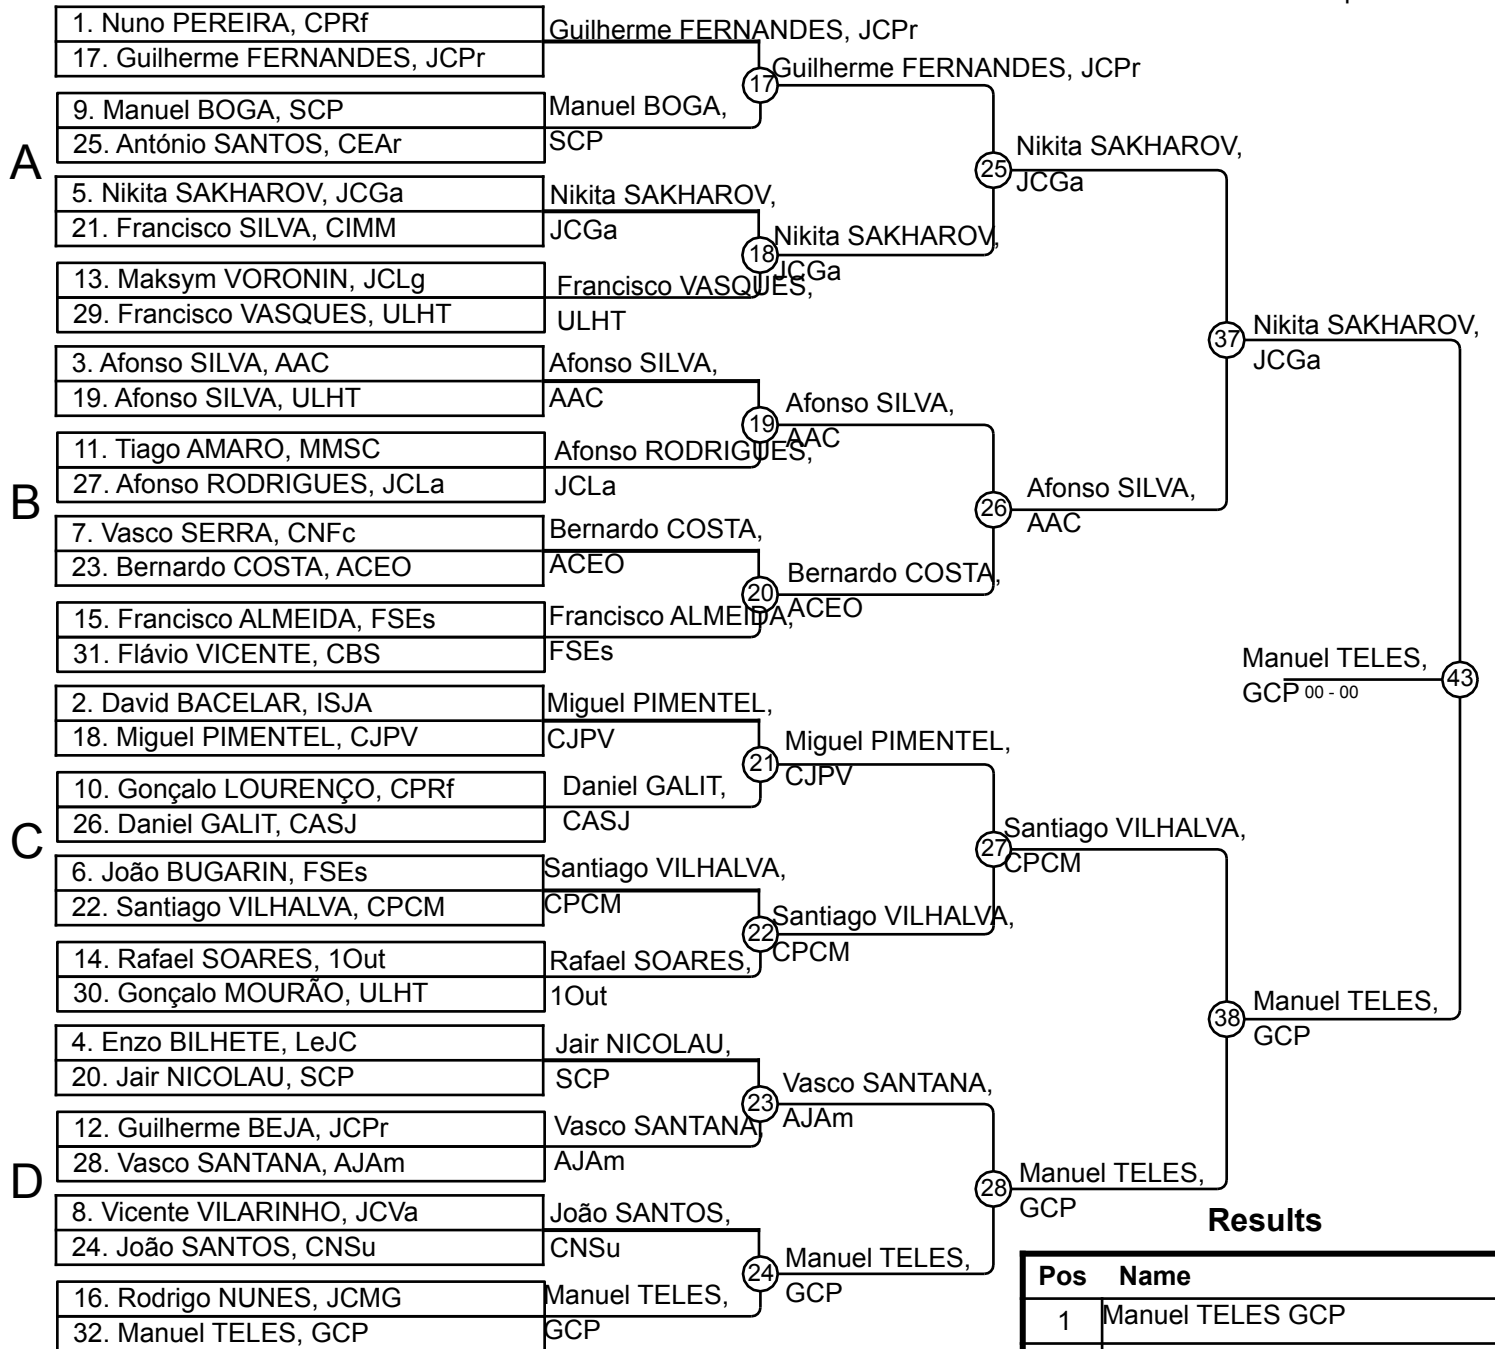 1. Nuno PEREIRA, CPRf
17. Guilherme FERNANDES, JCPr
9. Manuel BOGA, SCP
25. António SANTOS, CEAr
A
5. Nikita SAKHAROV, JCGa
21. Francisco SILVA, CIMM
13. Maksym VORONIN, JCLg
29. Francisco VASQUES, ULHT
3. Afonso SILVA, AAC
19. Afonso SILVA, ULHT
11. Tiago AMARO, MMSC
27. Afonso RODRIGUES, JCLa
B
7. Vasco SERRA, CNFc
23. Bernardo COSTA, ACEO
15. Francisco ALMEIDA, FSEs
31. Flávio VICENTE, CBS
2. David BACELAR, ISJA
18. Miguel PIMENTEL, CJPV
10. Gonçalo LOURENÇO, CPRf
26. Daniel GALIT, CASJ
C
6. João BUGARIN, FSEs
22. Santiago VILHALVA, CPCM
14. Rafael SOARES, 1Out
30. Gonçalo MOURÃO, ULHT
4. Enzo BILHETE, LeJC
20. Jair NICOLAU, SCP
12. Guilherme BEJA, JCPr
28. Vasco SANTANA, AJAm
D
8. Vicente VILARINHO, JCVa
24. João SANTOS, CNSu
16. Rodrigo NUNES, JCMG
32. Manuel TELES, GCP
Guilherme FERNANDES, JCPr
Manuel BOGA,
SCP
Nikita SAKHAROV,
JCGa
Francisco VASQUES,
ULHT
Afonso SILVA,
AAC
Afonso RODRIGUES,
JCLa
Bernardo COSTA,
ACEO
Francisco ALMEIDA,
FSEs
Miguel PIMENTEL,
CJPV
Daniel GALIT,
CASJ
Santiago VILHALVA,
CPCM
Rafael SOARES,
1Out
Jair NICOLAU,
SCP
Vasco SANTANA,
AJAm
João SANTOS,
CNSu
Manuel TELES,
GCP
17
Guilherme FERNANDES, JCPr
18
Nikita SAKHAROV,
JCGa
19
Afonso SILVA,
AAC
20
Bernardo COSTA,
ACEO
21
Miguel PIMENTEL,
CJPV
22
Santiago VILHALVA,
CPCM
23
Vasco SANTANA,
AJAm
24
Manuel TELES,
GCP
25
Nikita SAKHAROV,
JCGa
26
Afonso SILVA,
AAC
27
Santiago VILHALVA,
CPCM
28
Manuel TELES,
GCP
37
Nikita SAKHAROV,
JCGa
38
Manuel TELES,
GCP
Manuel TELES,
GCP 00 - 00
43
Results
Pos Name
1 Manuel TELES GCP